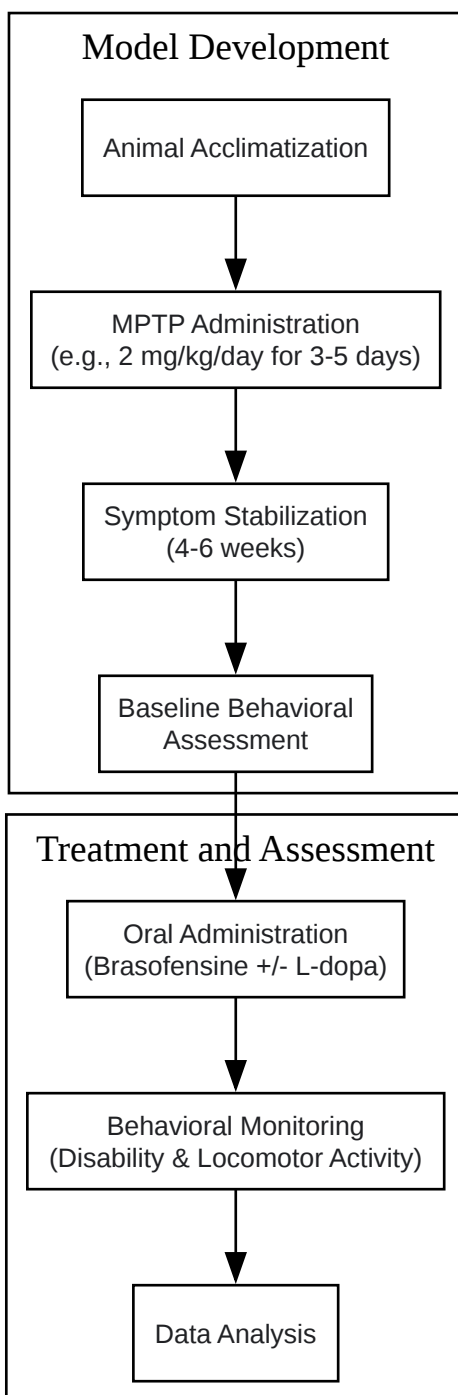 Model Development
Animal Acclimatization
MPTP Administration
(e.g., 2 mg/kg/day for 3-5 days)
Symptom Stabilization
(4-6 weeks)
Baseline Behavioral
Assessment
Treatment and Assessment
Oral Administration
(Brasofensine +/- L-dopa)
Behavioral Monitoring
(Disability & Locomotor Activity)
Data Analysis